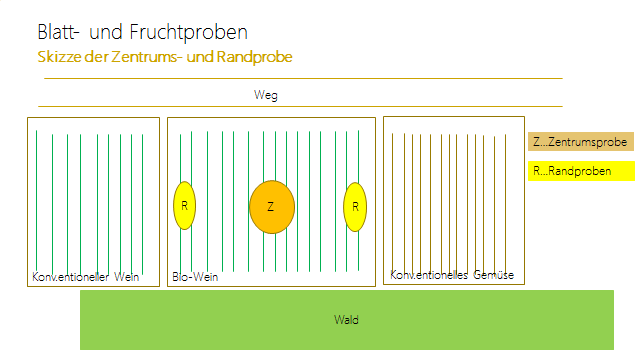 Blatt- und Fruchtproben
Skizze der Zentrums- und Randprobe
Weg
Z...Zentrumsprobe
R...Randproben
R
Z
R
Konventioneller Wein
Bio-Wein
Konventionelles Gemüse
Wald